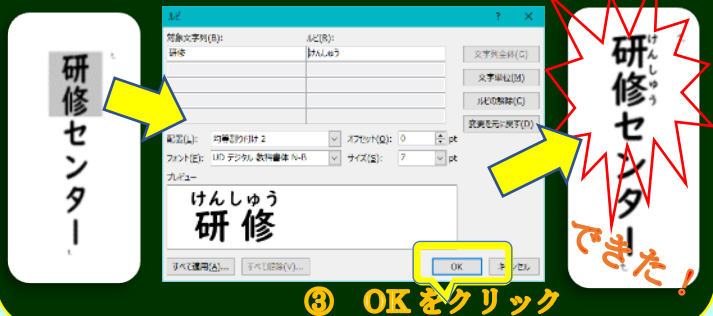 研修センター
ルビ
対象文字列(B):
ルビ(R):
研修
けんしゅう
文字列全体(G)
文字単位(M)
ルビの解除(C)
変更を元に戻す(D)
配置(L):
均等割り付け 2
オフセット(O):
0
pt
フォント(F):
UD デジタル 教科書体 N-B
サイズ(S):
7
pt
プレビュー
けんしゅう
研修
すべて適用(A)...
すべて解除(V)...
OK
キャンセル
③ OKをクリック
けんしゅう
研修センター
できた!